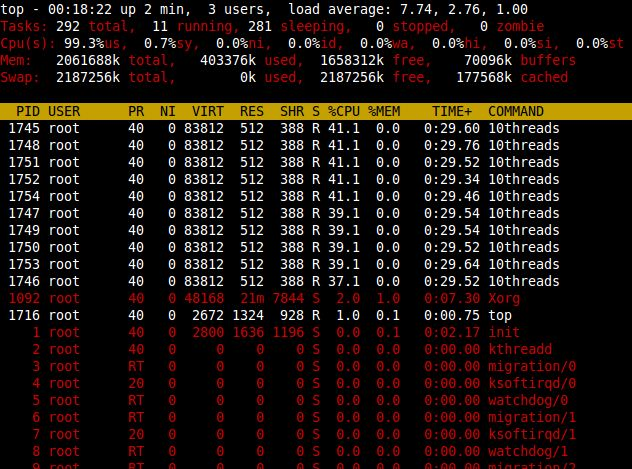 top - 00:18:22 up 2 min,  3 users,  load average: 7.74, 2.76, 1.00
Tasks: 292 total,  11 running, 281 sleeping,   0 stopped,   0 zombie
Cpu(s): 99.3%us,  0.7%sy,  0.0%ni,  0.0%id,  0.0%wa,  0.0%hi,  0.0%si,  0.0%st
Mem:   2061688k total,   403376k used,  1658312k free,    70096k buffers
Swap:  2187256k total,        0k used,  2187256k free,   177568k cached
PID USER      PR  NI  VIRT  RES  SHR S %CPU %MEM    TIME+  COMMAND
1745 root      40   0 83812  512  388 R 41.1  0.0   0:29.60 10threads
1748 root      40   0 83812  512  388 R 41.1  0.0   0:29.76 10threads
1751 root      40   0 83812  512  388 R 41.1  0.0   0:29.52 10threads
1752 root      40   0 83812  512  388 R 41.1  0.0   0:29.34 10threads
1754 root      40   0 83812  512  388 R 41.1  0.0   0:29.46 10threads
1747 root      40   0 83812  512  388 R 39.1  0.0   0:29.54 10threads
1749 root      40   0 83812  512  388 R 39.1  0.0   0:29.54 10threads
1750 root      40   0 83812  512  388 R 39.1  0.0   0:29.52 10threads
1753 root      40   0 83812  512  388 R 39.1  0.0   0:29.64 10threads
1746 root      40   0 83812  512  388 R 37.1  0.0   0:29.52 10threads
1092 root      40   0 48168  21m 7844 S  2.0  1.0   0:07.30 Xorg
1716 root      40   0  2672 1324  928 R  1.0  0.1   0:00.75 top
1 root      40   0  2800 1636 1196 S  0.0  0.1   0:02.17 init
2 root      40   0     0    0    0 S  0.0  0.0   0:00.00 kthreadd
3 root      RT   0     0    0    0 S  0.0  0.0   0:00.00 migration/0
4 root      20   0     0    0    0 S  0.0  0.0   0:00.00 ksoftirqd/0
5 root      RT   0     0    0    0 S  0.0  0.0   0:00.00 watchdog/0
6 root      RT   0     0    0    0 S  0.0  0.0   0:00.00 migration/1
7 root      20   0     0    0    0 S  0.0  0.0   0:00.00 ksoftirqd/1
8 root      RT   0     0    0    0 S  0.0  0.0   0:00.00 watchdog/1
9 root      RT   0     0    0    0 S  0.0  0.0   0:00.00